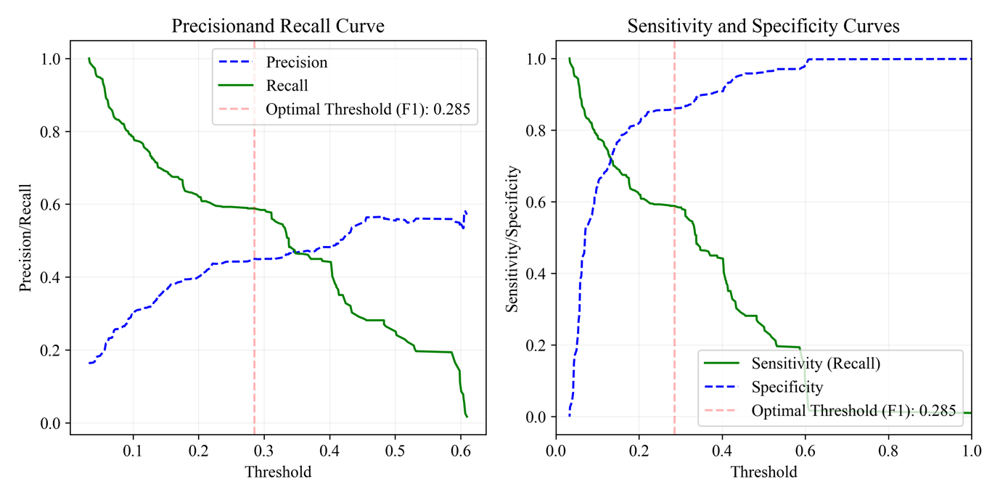 Precisionand Recall Curve
Precision
Recall
Optimal Threshold (F1): 0.285
Precision/Recall
1.0
0.8
0.6
0.4
0.2
0.0
0.1
0.2
0.3
0.4
0.5
0.6
Threshold
Sensitivity and Specificity Curves
Sensitivity/Specificity
1.0
0.8
0.6
0.4
0.2
0.0
Sensitivity (Recall)
Specificity
Optimal Threshold (F1): 0.285
0.0
0.2
0.4
0.6
0.8
1.0
Threshold